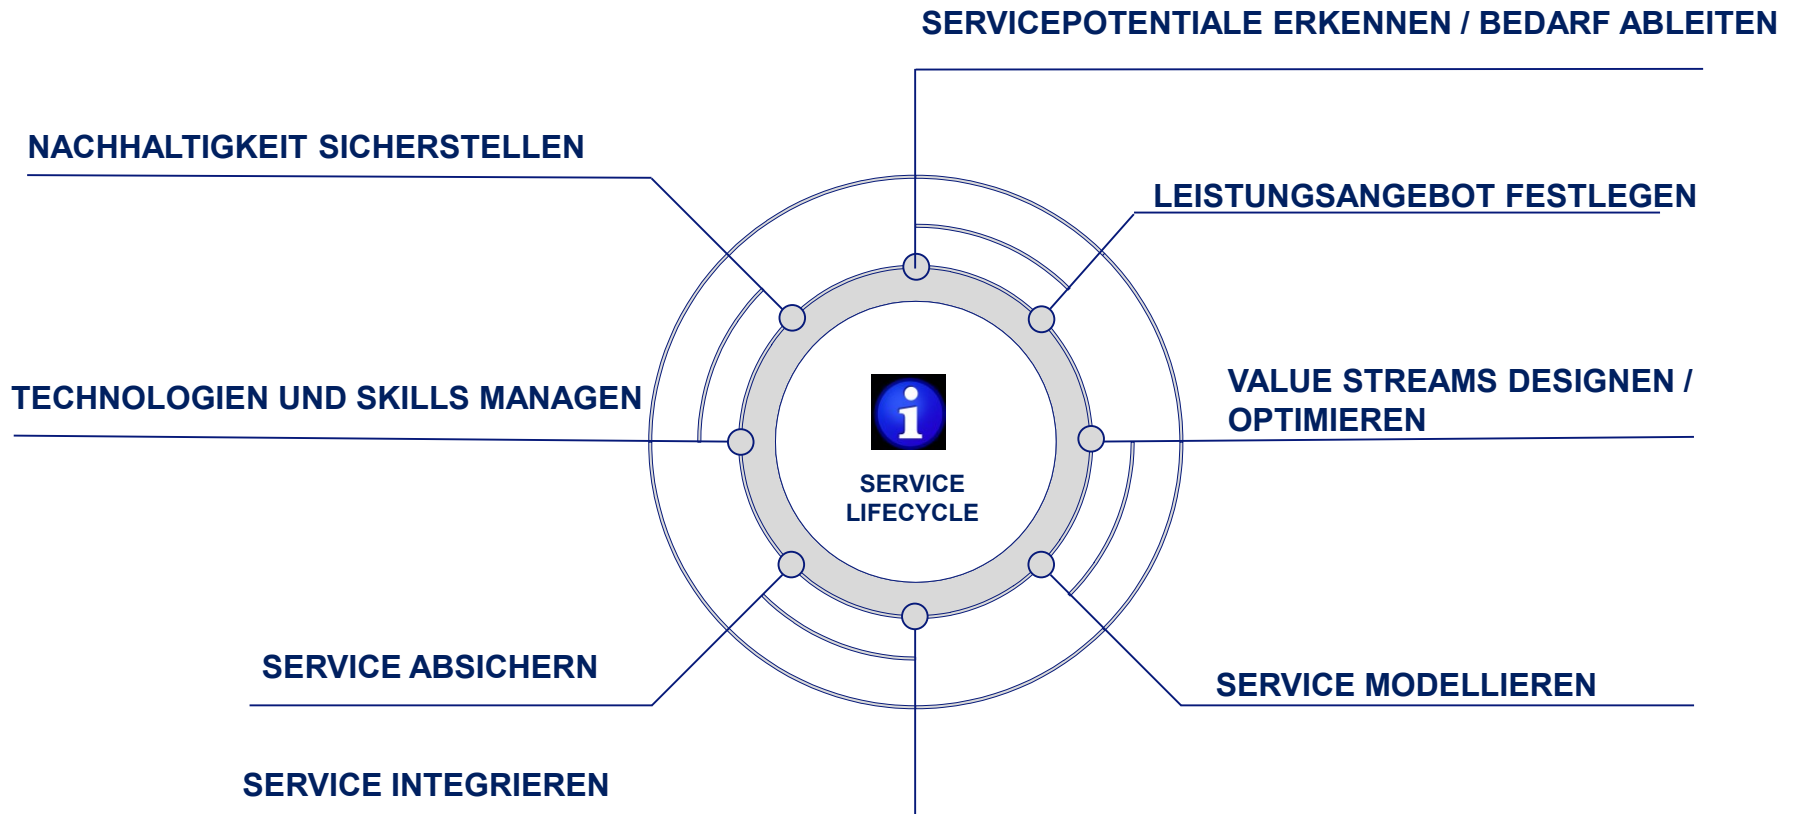 SERVICEPOTENTIALE ERKENNEN / BEDARF ABLEITEN
NACHHALTIGKEIT SICHERSTELLEN
LEISTUNGSANGEBOT FESTLEGEN
TECHNOLOGIEN UND SKILLS MANAGEN
VALUE STREAMS DESIGNEN /
OPTIMIEREN
i
SERVICE
LIFECYCLE
SERVICE ABSICHERN
SERVICE MODELLIEREN
SERVICE INTEGRIEREN